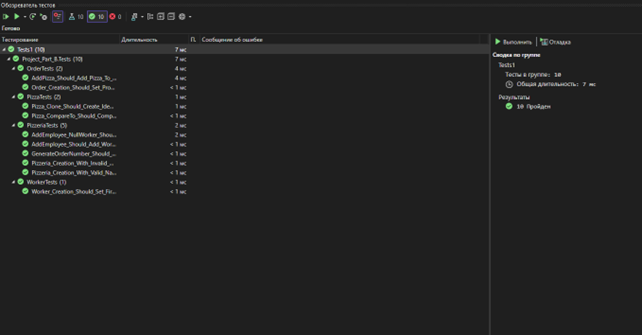 Обозреватель тестов
10 10 0
Готово
Тестирование Длительность П. Сообщение об ошибке
Tests1 (10) 7 мс
Project_Part_B.Tests (10) 7 мс
OrderTests (2) 4 мс
AddPizza_Should_Add_Pizza_To_... 4 мс
Order_Creation_Should_Set_Pro... < 1 мс
PizzaTests (2) 1 мс
Pizza_Clone_Should_Create_Ide... 1 мс
Pizza_CompareTo_Should_Comp... < 1 мс
PizzeriaTests (5) 2 мс
AddEmployee_NullWorker_Shou... 2 мс
AddEmployee_Should_Add_Wor... < 1 мс
GenerateOrderNumber_Should_... < 1 мс
Pizzeria_Creation_With_Invalid_... < 1 мс
Pizzeria_Creation_With_Valid_Na... < 1 мс
WorkerTests (1) < 1 мс
Worker_Creation_Should_Set_Fir... < 1 мс
Выполнить Отладка
Сводка по группе
Tests1
Тесты в группе: 10
Общая длительность: 7 мс
Результаты
10 Пройден